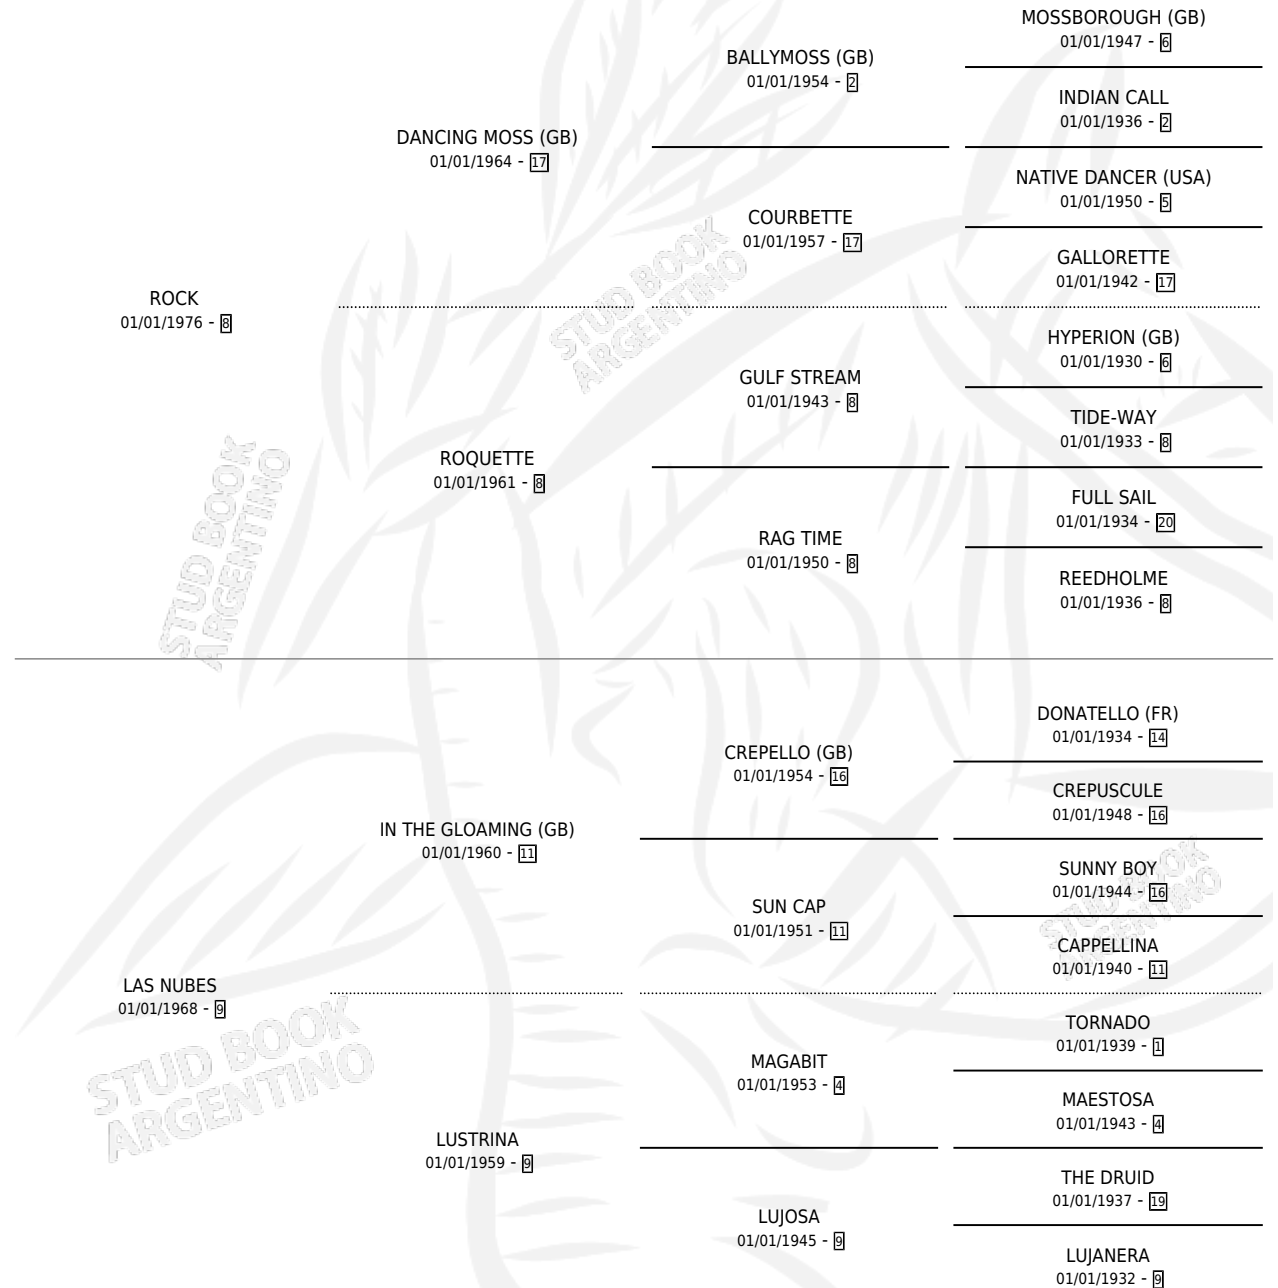 MOSSBOROUGH (GB)
01/01/1947 - 6
BALLYMOSS (GB)
01/01/1954 - 2
INDIAN CALL
01/01/1936 - 2
DANCING MOSS (GB)
01/01/1964 - 17
NATIVE DANCER (USA)
01/01/1950 - 5
COURBETTE
01/01/1957 - 17
GALLORETTE
01/01/1942 - 17
ROCK
01/01/1976 - 8
HYPERION (GB)
01/01/1930 - 6
GULF STREAM
01/01/1943 - 8
TIDE-WAY
01/01/1933 - 8
ROQUETTE
01/01/1961 - 8
FULL SAIL
01/01/1934 - 20
RAG TIME
01/01/1950 - 8
REEDHOLME
01/01/1936 - 8
DONATELLO (FR)
01/01/1934 - 14
CREPELLO (GB)
01/01/1954 - 16
CREPUSCULE
01/01/1948 - 16
IN THE GLOAMING (GB)
01/01/1960 - 11
SUNNY BOY
01/01/1944 - 16
SUN CAP
01/01/1951 - 11
CAPPELLINA
01/01/1940 - 11
LAS NUBES
01/01/1968 - 9
TORNADO
01/01/1939 - 1
MAGABIT
01/01/1953 - 4
MAESTOSA
01/01/1943 - 4
LUSTRINA
01/01/1959 - 9
THE DRUID
01/01/1937 - 19
LUJOSA
01/01/1945 - 9
LUJANERA
01/01/1932 - 9
STUD BOOK
ARGENTINO
STUD BOOK
ARGENTINO
STUD BOOK
ARGENTINO
STUD BOOK
ARGENTINO